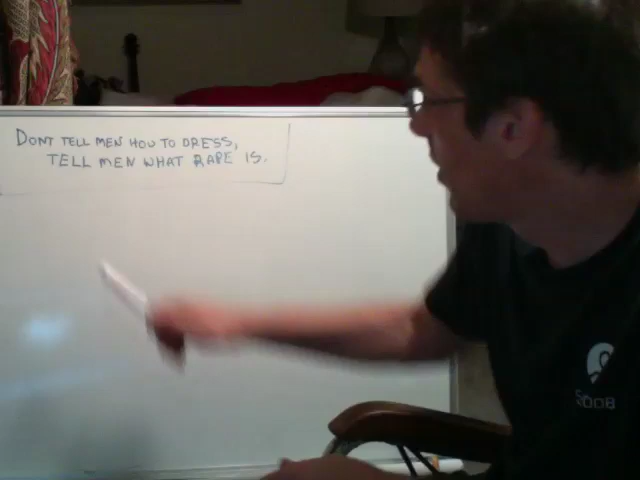 DONT TELL MEN HOW TO DRESS,
TELL MEN WHAT RAPE IS.